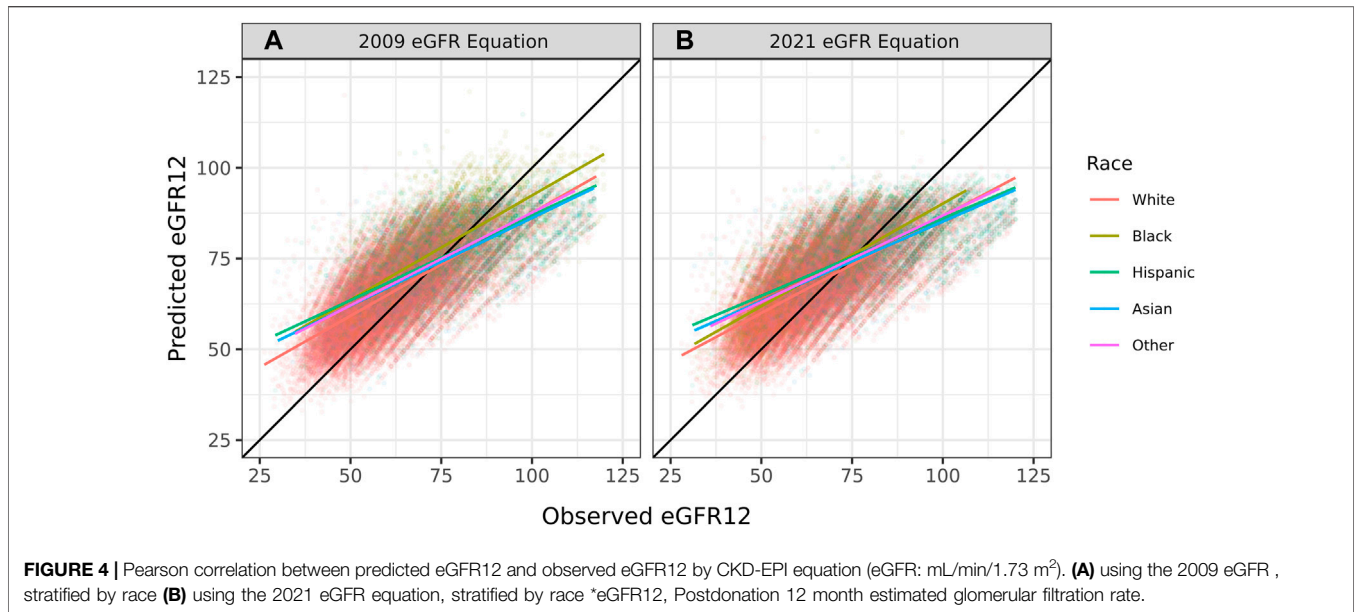 A 2009 eGFR Equation
B 2021 eGFR Equation
Predicted eGFR12
125
100
75
50
25
25 50 75 100 125
25 50 75 100 125
Observed eGFR12
Race
White
Black
Hispanic
Asian
Other
FIGURE 4 | Pearson correlation between predicted eGFR12 and observed eGFR12 by CKD-EPI equation (eGFR: mL/min/1.73 m²). (A) using the 2009 eGFR ,
stratified by race (B) using the 2021 eGFR equation, stratified by race *eGFR12, Postdonation 12 month estimated glomerular filtration rate.